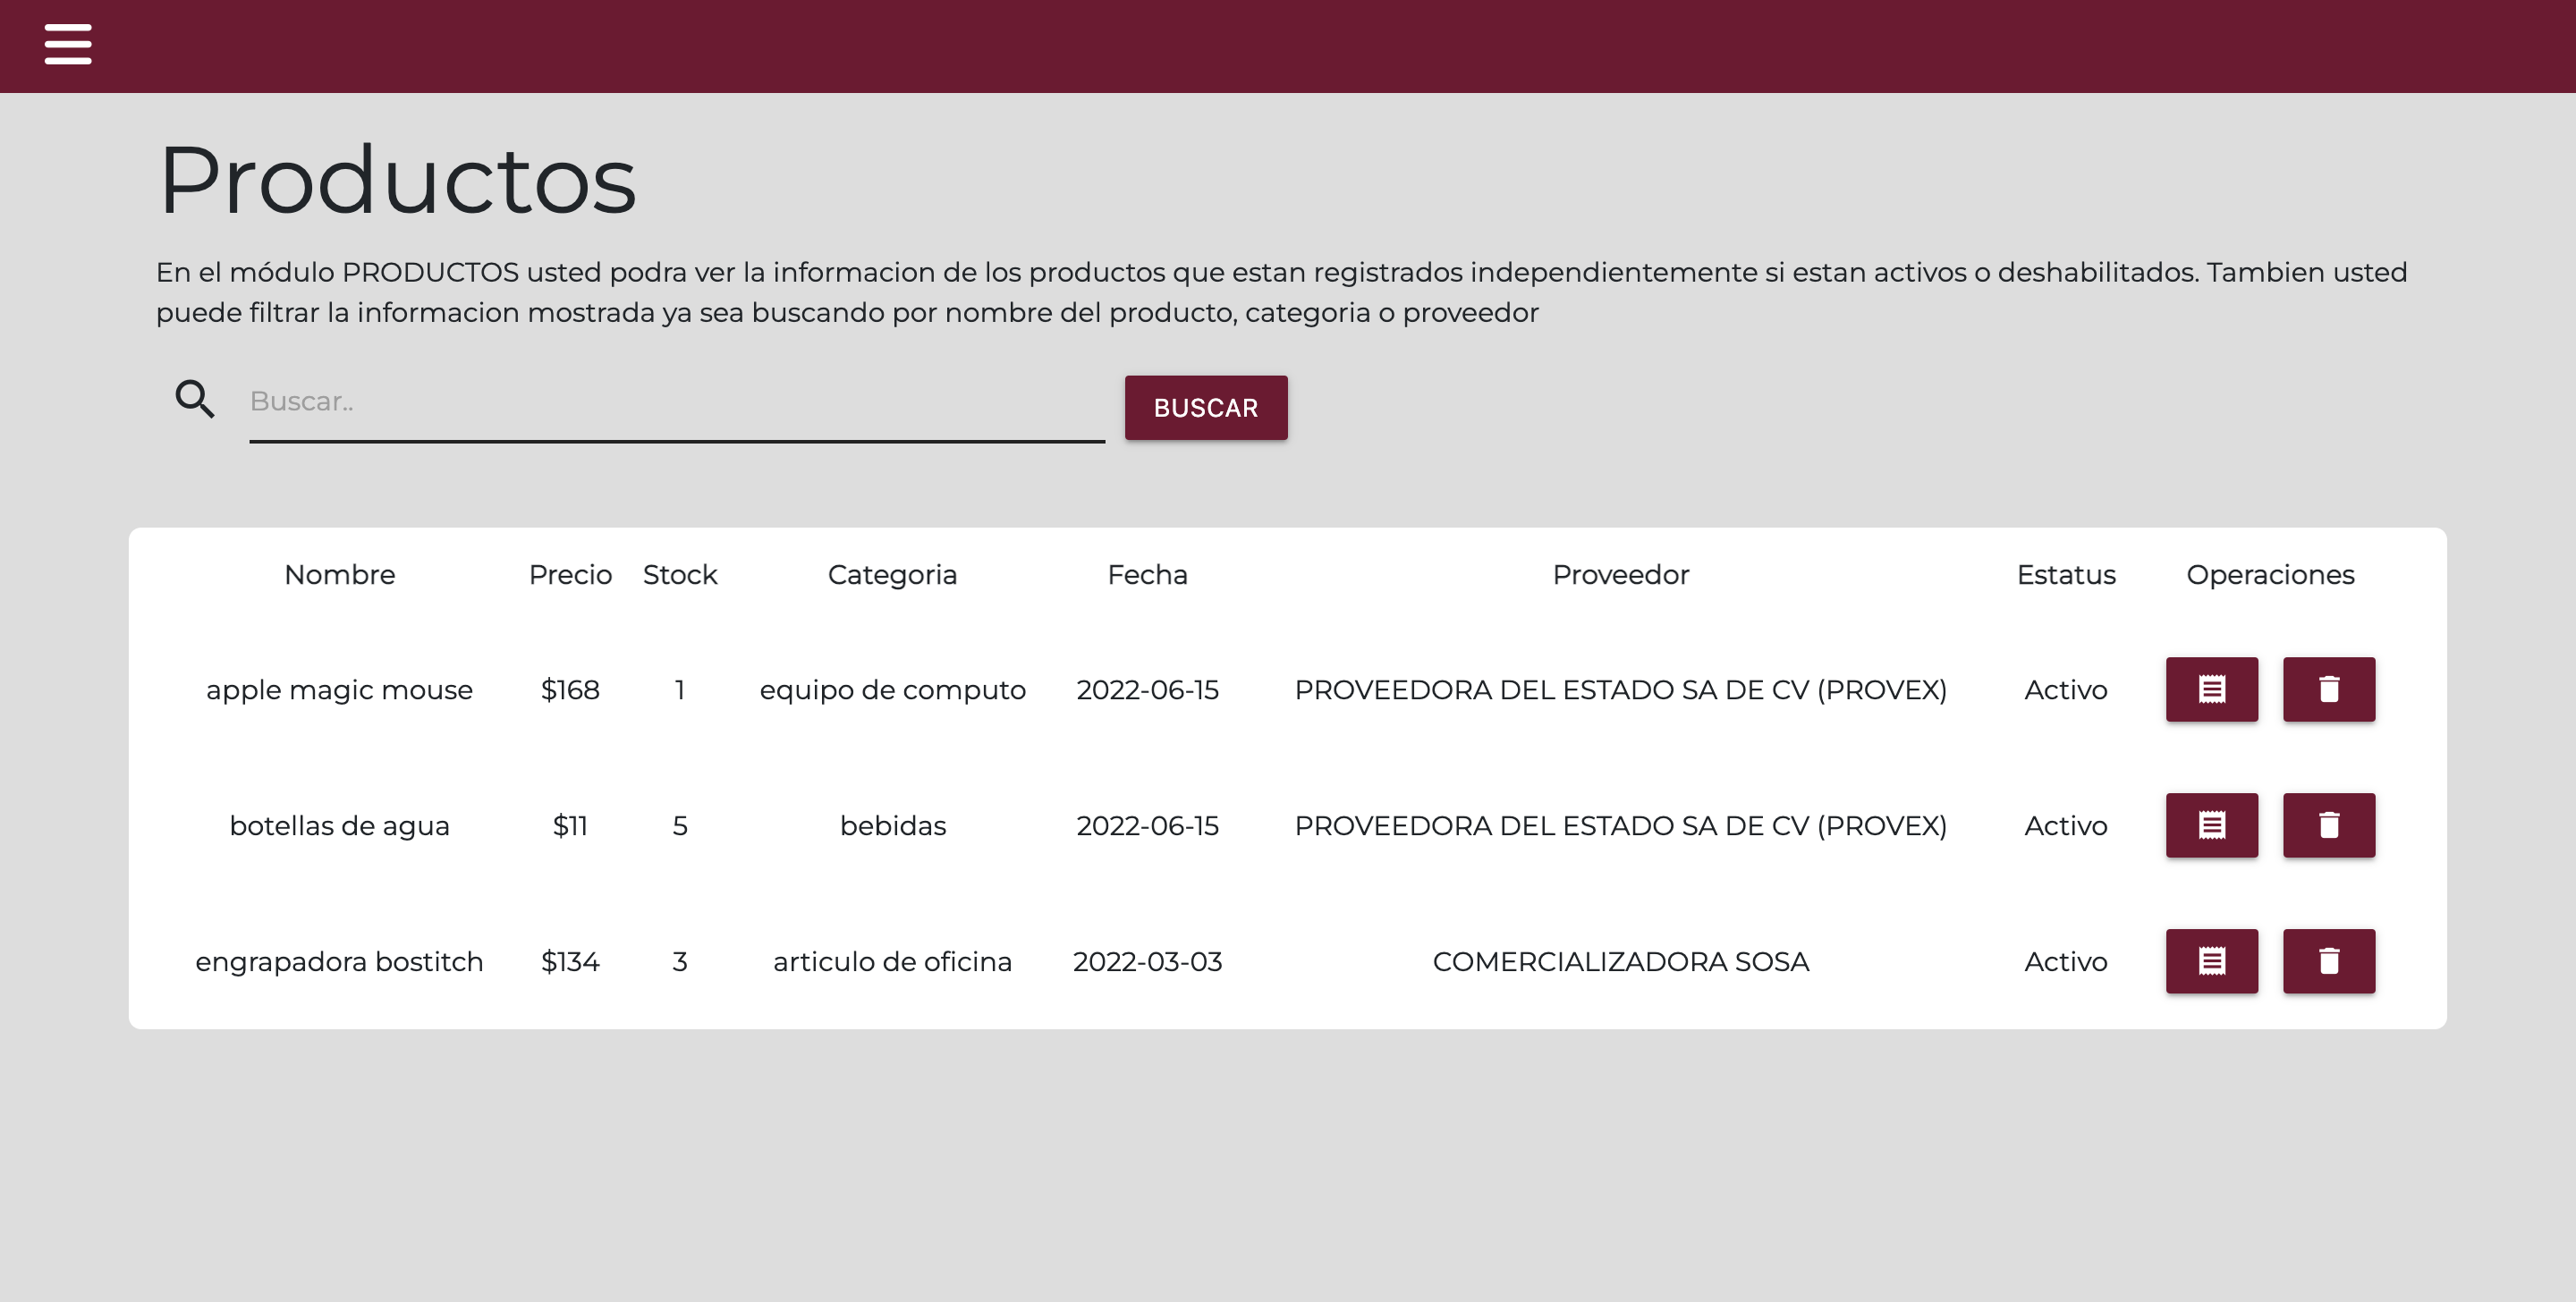 Productos
En el módulo PRODUCTOS usted podra ver la informacion de los productos que estan registrados independientemente si estan activos o deshabilitados. Tambien usted
puede filtrar la informacion mostrada ya sea buscando por nombre del producto, categoria o proveedor
Buscar.. BUSCAR
Nombre Precio Stock Categoria Fecha Proveedor Estatus Operaciones
apple magic mouse $168 1 equipo de computo 2022-06-15 PROVEEDORA DEL ESTADO SA DE CV (PROVEX) Activo
botellas de agua $11 5 bebidas 2022-06-15 PROVEEDORA DEL ESTADO SA DE CV (PROVEX) Activo
engrapadora bostitch $134 3 articulo de oficina 2022-03-03 COMERCIALIZADORA SOSA Activo